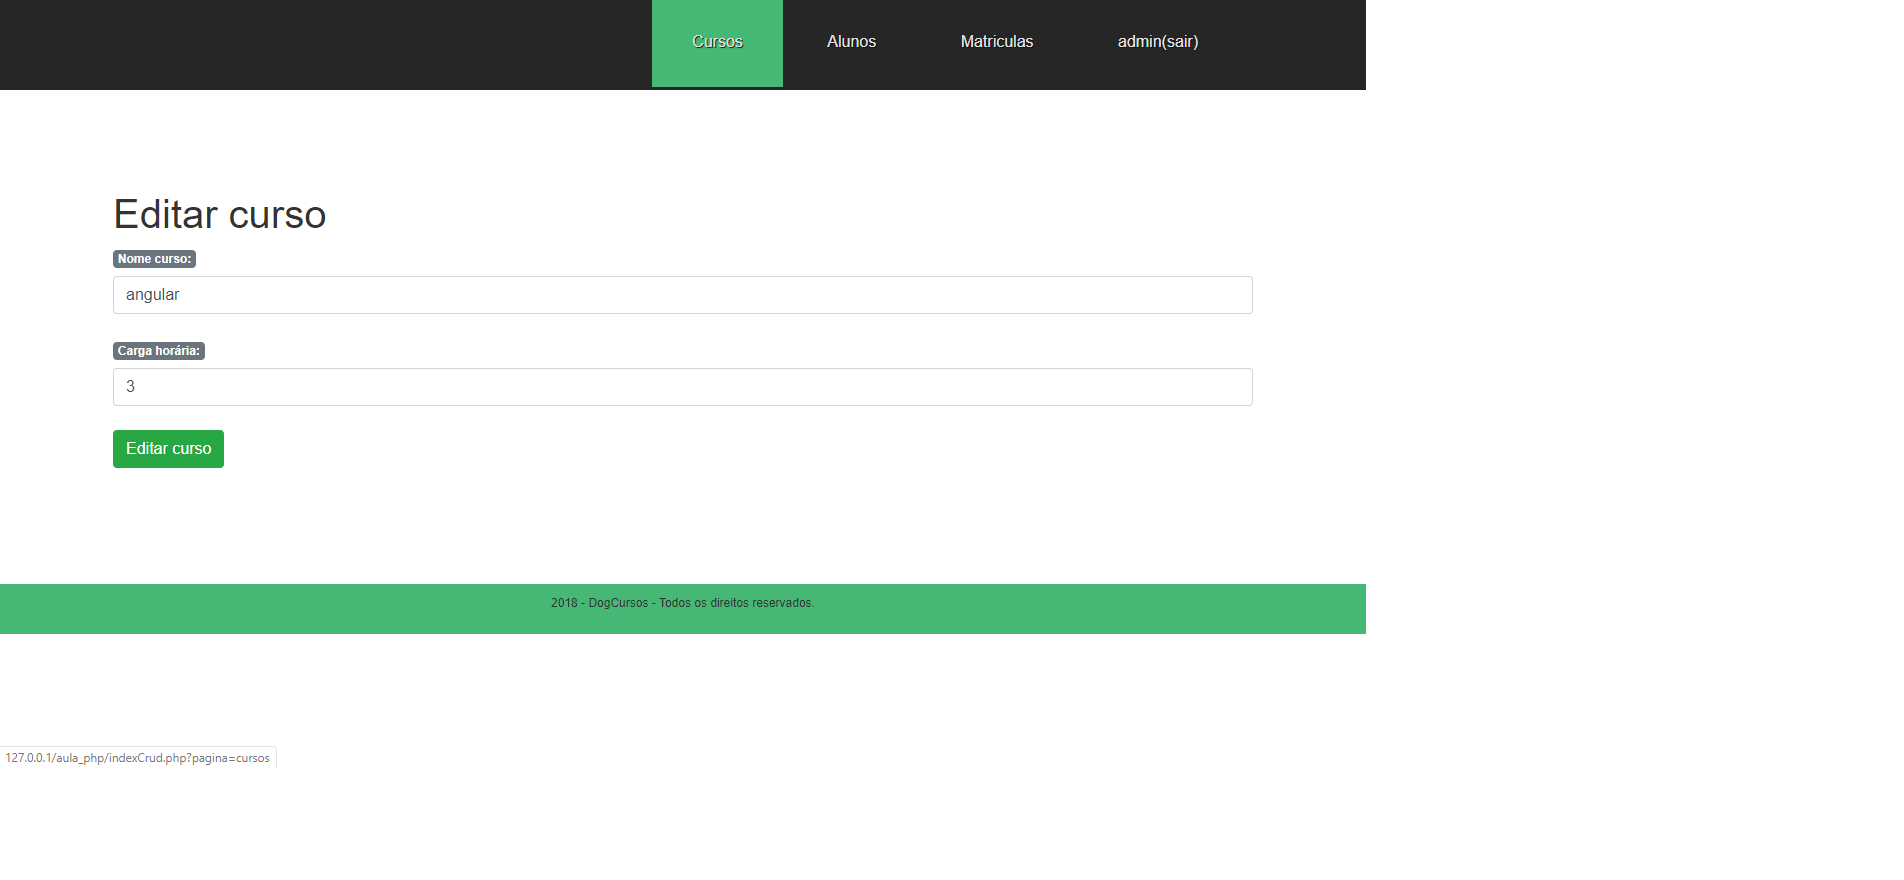 Cursos Alunos Matriculas admin(sair)
Editar curso
Nome curso:
angular
Carga horária:
3
Editar curso
2018 - DogCursos - Todos os direitos reservados.
127.0.0.1/aula_php/indexCrud.php?pagina=cursos